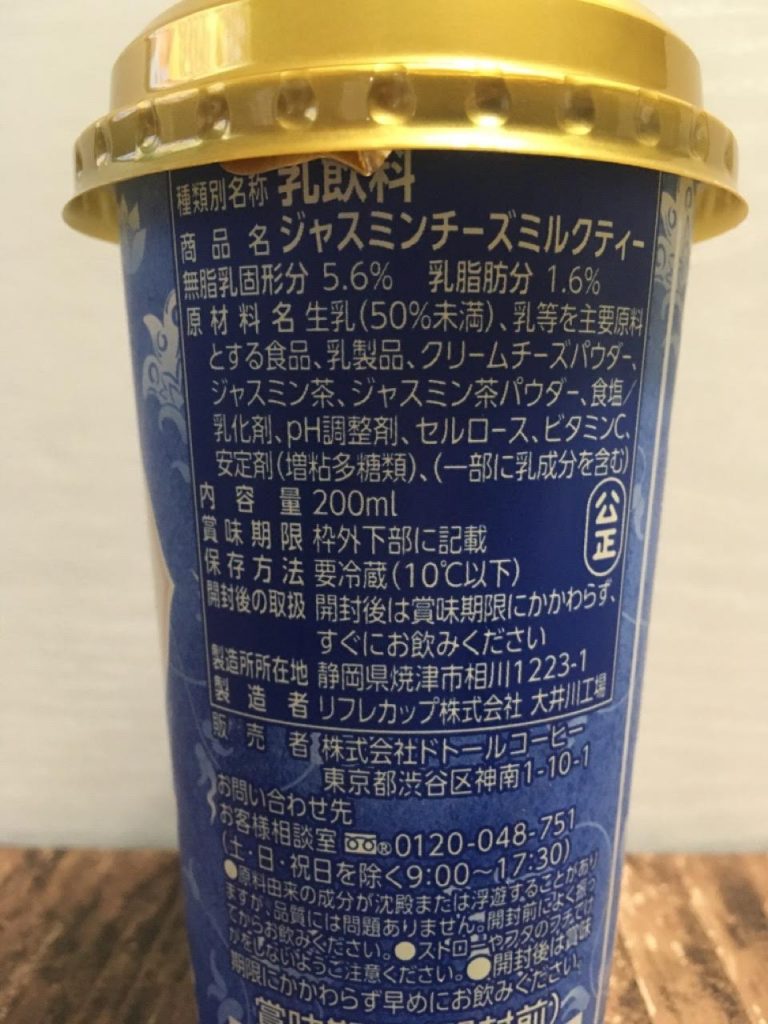 種類別名称 乳飲料
商品名 ジャスミンチーズミルクティー
無脂乳固形分 5.6% 乳脂肪分 1.6%
原材料名 生乳(50%未満)、乳等を主要原料
とする食品、乳製品、クリームチーズパウダー、
ジャスミン茶、ジャスミン茶パウダー、食塩/
乳化剤、pH調整剤、セルロース、ビタミンC、
安定剤(増粘多糖類)、(一部に乳成分を含む)
内容量 200ml
公正
賞味期限 枠外下部に記載
保存方法 要冷蔵(10℃以下)
開封後の取扱 開封後は賞味期限にかかわらず、
すぐにお飲みください
製造所所在地 静岡県焼津市相川1223-1
製造者 リフレカップ株式会社 大井川工場
販売者 株式会社ドトールコーヒー
東京都渋谷区神南1-10-1
お問い合わせ先
お客様相談室 ®0120-048-751
(土・日・祝日を除く9:00〜17:30)
●原料由来の成分が沈殿または浮遊することがあり
ますが、品質には問題ありません。開封前によく振っ
てからお飲みください。●ストローやフタのフチでけ
がをしないようご注意ください。●開封後は賞味
期限にかかわらず早めにお飲みください。
賞味期限(開封前)